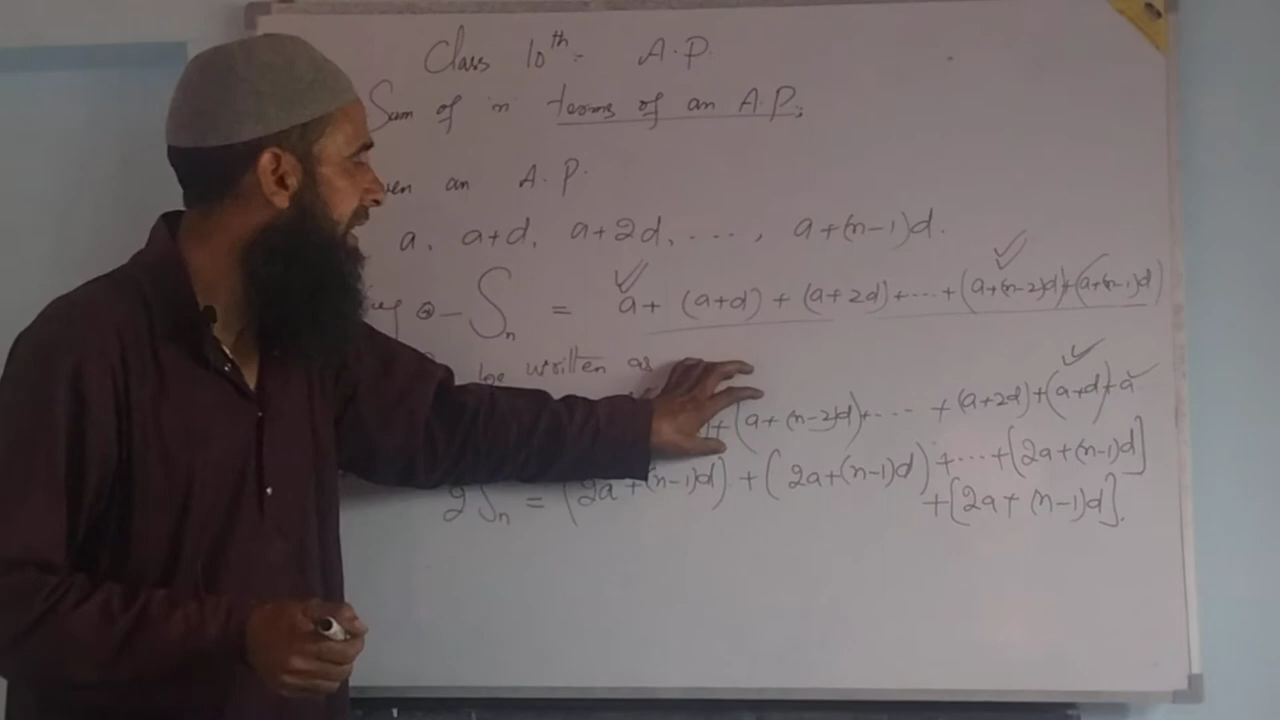 Class 10th:- A.P.
Sum of 'n' terms of an A.P:
an A.P.
a, a+d, a+2d, ...., a+(n-1)d.
Sn = a+ (a+d) + (a+2d)+....+(a+(n-2)d)+(a+(n-1)d)
be written as
+(a+(n-2)d)+.... +(a+2d)+(a+d)+a
2Sn = (2a+(n-1)d) + (2a+(n-1)d) +....+[2a+(n-1)d]
+[2a+(n-1)d].